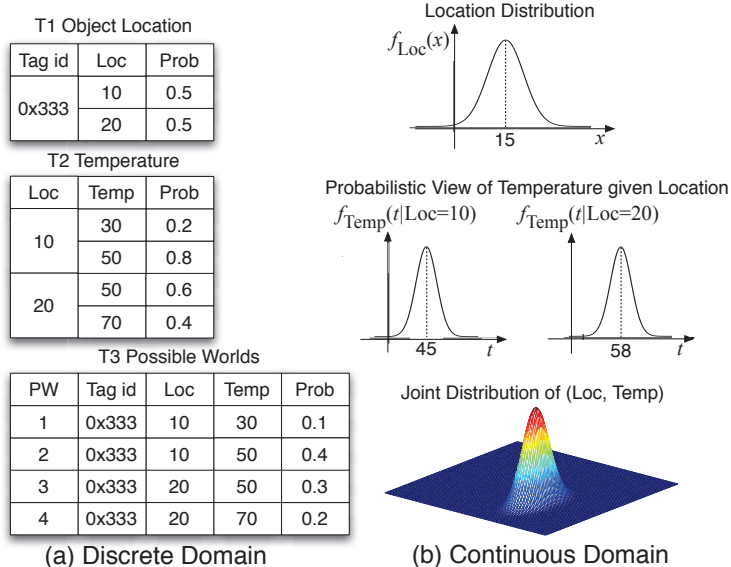 T1 Object Location
Tag id Loc Prob
0x333 10 0.5
20 0.5
T2 Temperature
Loc Temp Prob
10 30 0.2
50 0.8
20 50 0.6
70 0.4
T3 Possible Worlds
PW Tag id Loc Temp Prob
1 0x333 10 30 0.1
2 0x333 10 50 0.4
3 0x333 20 50 0.3
4 0x333 20 70 0.2
(a) Discrete Domain
Location Distribution
fLoc(x)
15 x
Probabilistic View of Temperature given Location
fTemp(t|Loc=10) fTemp(t|Loc=20)
45 t 58 t
Joint Distribution of (Loc, Temp)
(b) Continuous Domain